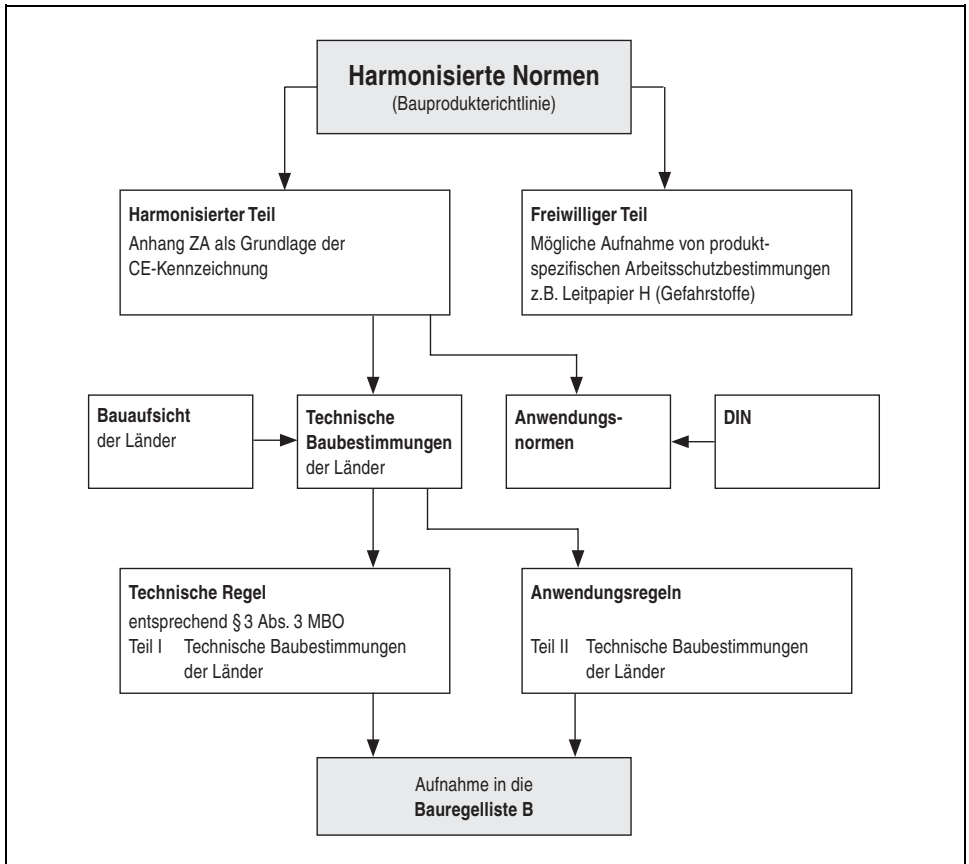 Harmonisierte Normen
(Bauprodukterichtlinie)
Harmonisierter Teil
Anhang ZA als Grundlage der
CE-Kennzeichnung
Freiwilliger Teil
Mögliche Aufnahme von produkt-
spezifischen Arbeitsschutzbestimmungen
z.B. Leitpapier H (Gefahrstoffe)
Bauaufsicht
der Länder
Technische
Baubestimmungen
der Länder
Anwendungs-
normen
DIN
Technische Regel
entsprechend § 3 Abs. 3 MBO
Teil I Technische Baubestimmungen
der Länder
Anwendungsregeln
Teil II Technische Baubestimmungen
der Länder
Aufnahme in die
Bauregelliste B